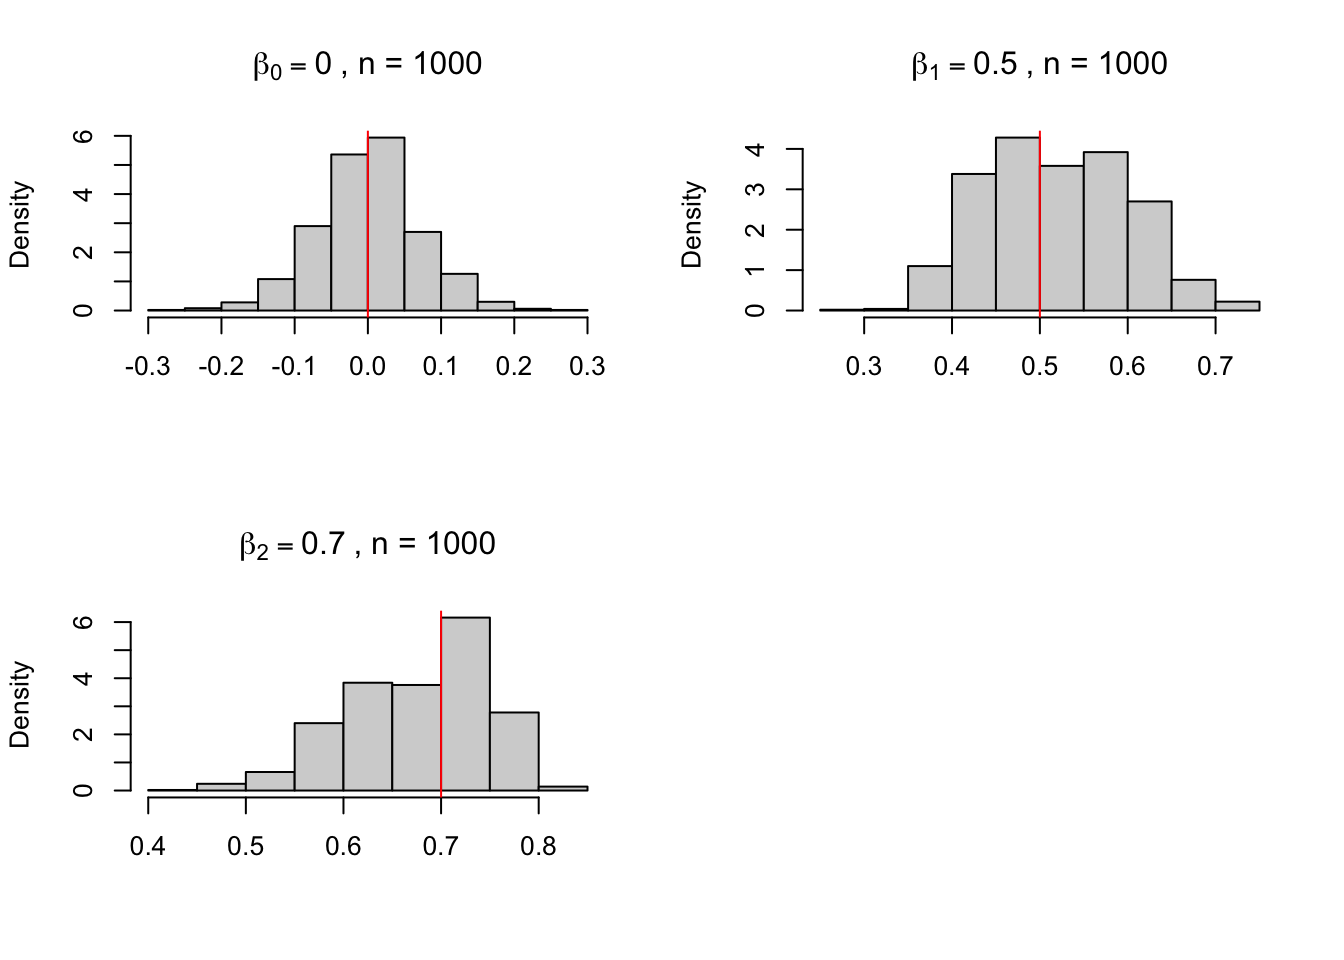 β0 = 0 , n = 1000
Density
0 2 4 6
-0.3 -0.2 -0.1 0.0 0.1 0.2 0.3
β1 = 0.5 , n = 1000
Density
0 1 2 3 4
0.3 0.4 0.5 0.6 0.7
β2 = 0.7 , n = 1000
Density
0 2 4 6
0.4 0.5 0.6 0.7 0.8